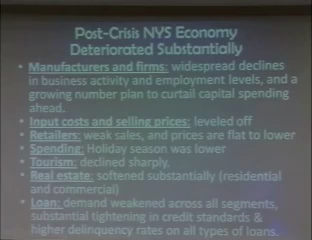 Post-Crisis NYS Economy
Deteriorated Substantially
• Manufacturers and firms: widespread declines
in business activity and employment levels, and a
growing number plan to curtail capital spending
ahead.
• Input costs and selling prices: leveled off
• Retailers: weak sales, and prices are flat to lower
• Spending: Holiday season was lower
• Tourism: declined sharply.
• Real estate: softened substantially (residential
and commercial)
• Loan: demand weakened across all segments,
substantial tightening in credit standards &
higher delinquency rates on all types of loans.